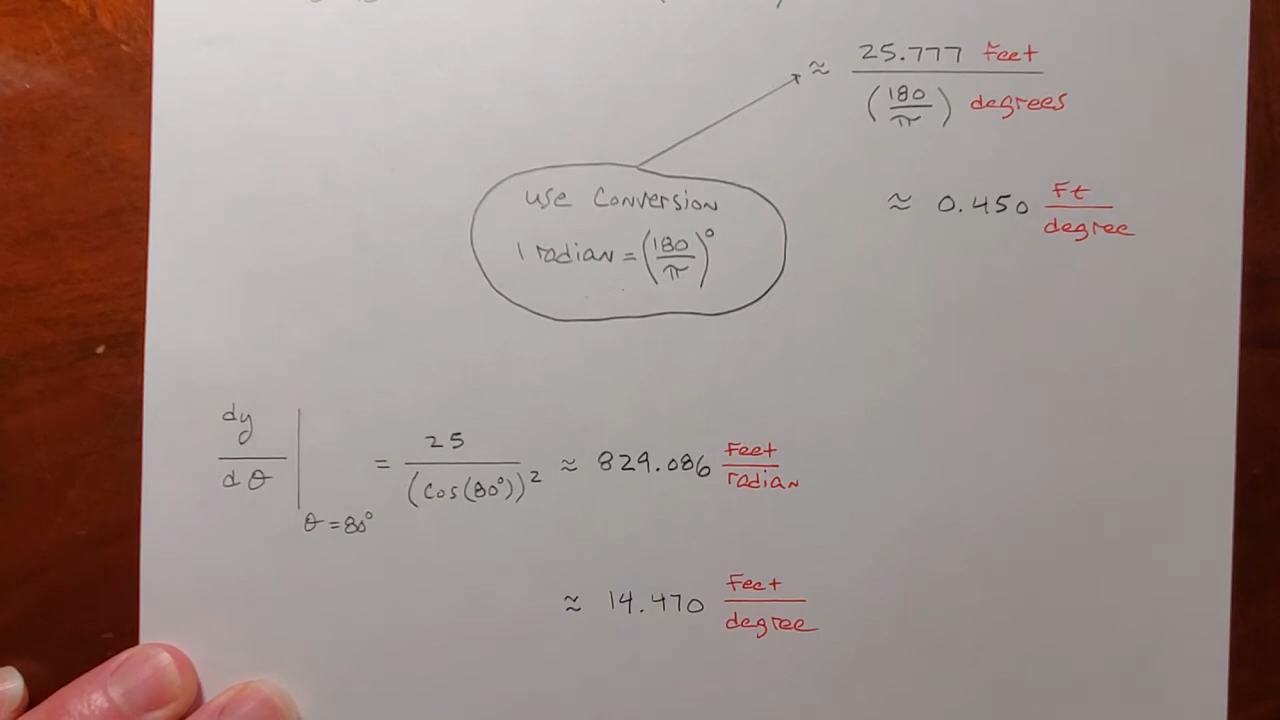 ≈ 25.777 feet / (180/π) degrees
≈ 0.450 ft/degree
use conversion
1 radian = (180/π)°
dy/dθ |θ=80° = 25/(cos(80°))² ≈ 829.086 feet/radian
≈ 14.470 feet/degree